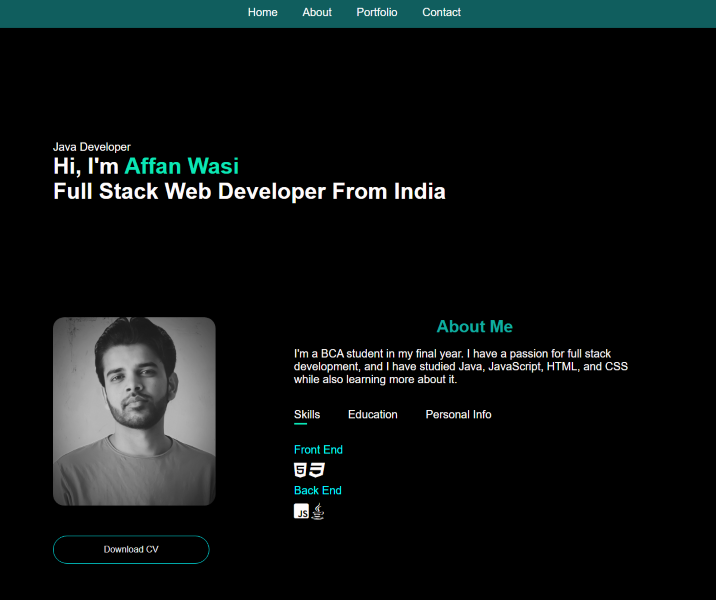 Home About Portfolio Contact
Java Developer
Hi, I'm Affan Wasi
Full Stack Web Developer From India
About Me
I'm a BCA student in my final year. I have a passion for full stack
development, and I have studied Java, JavaScript, HTML, and CSS
while also learning more about it.
Skills Education Personal Info
Front End
Back End
JS
Download CV